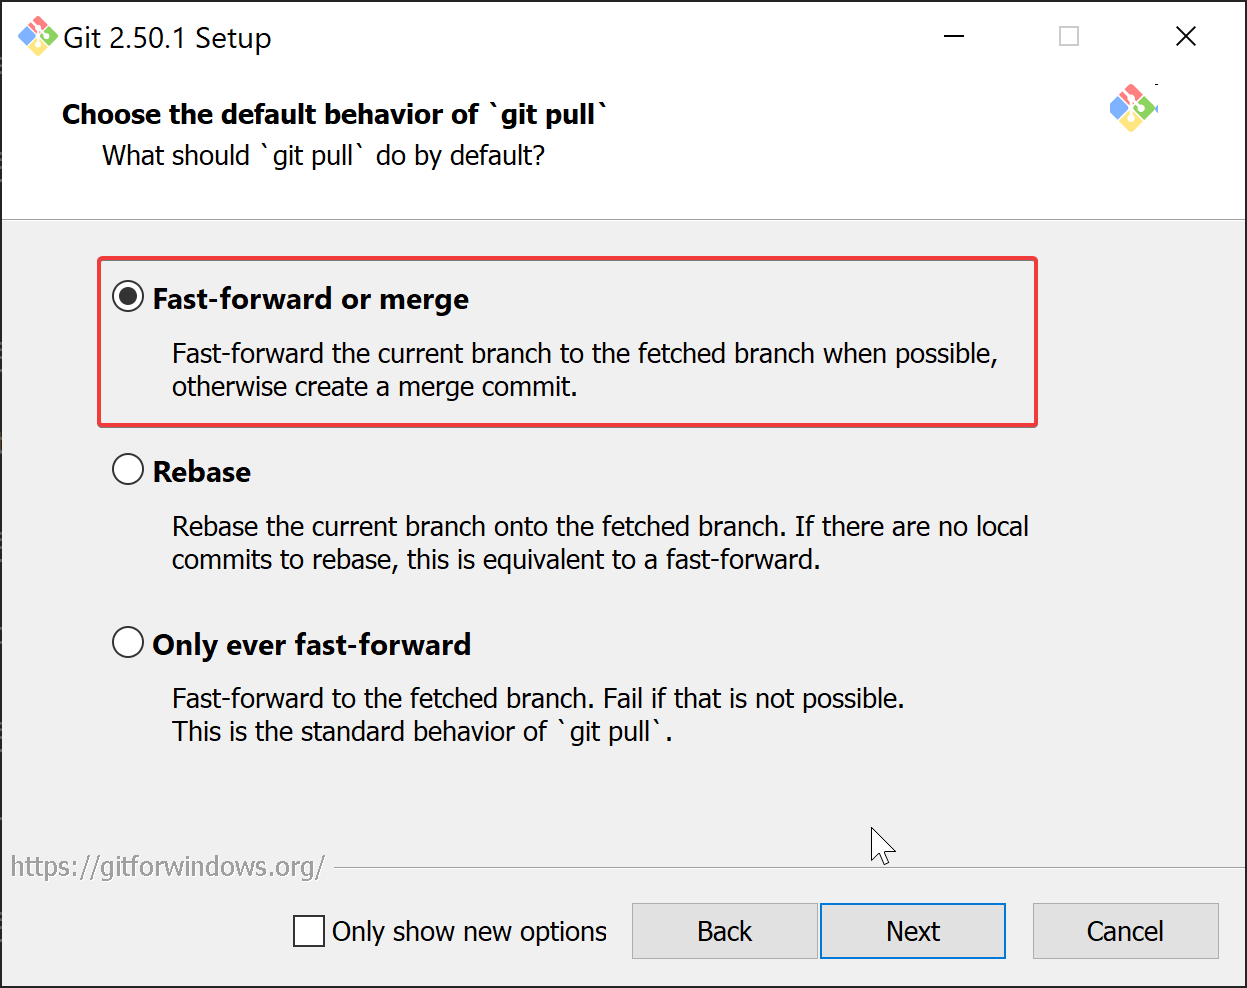 Git 2.50.1 Setup
Choose the default behavior of `git pull`
What should `git pull` do by default?
Fast-forward or merge
Fast-forward the current branch to the fetched branch when possible,
otherwise create a merge commit.
Rebase
Rebase the current branch onto the fetched branch. If there are no local
commits to rebase, this is equivalent to a fast-forward.
Only ever fast-forward
Fast-forward to the fetched branch. Fail if that is not possible.
This is the standard behavior of `git pull`.
https://gitforwindows.org/
Only show new options
Back
Next
Cancel